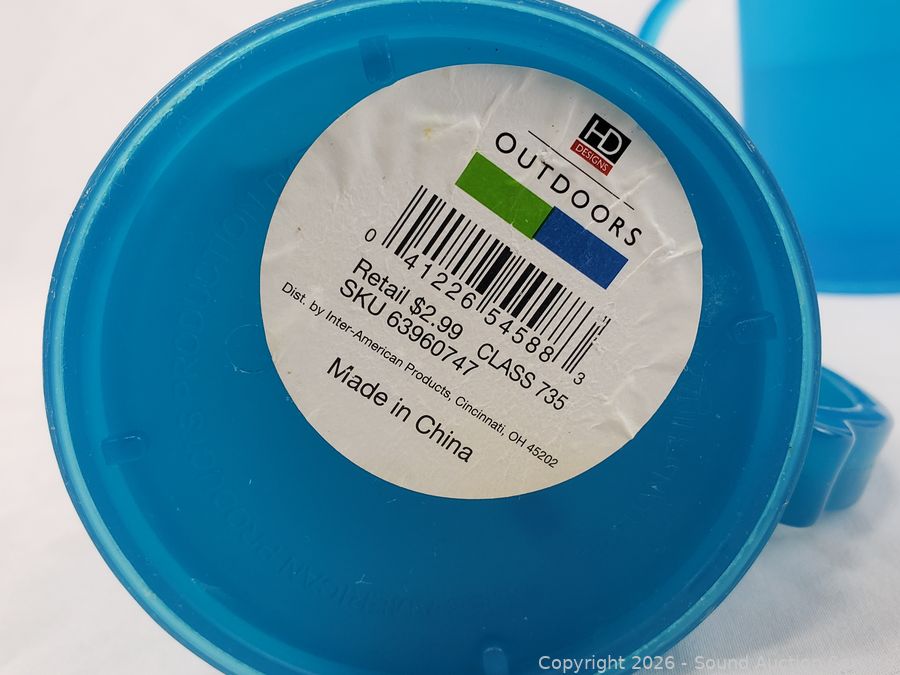 HD
DESIGNS
OUTDOORS
0 41226 54588 3
Retail $2.99 CLASS 735
SKU 63960747
Dist. by Inter-American Products, Cincinnati, OH 45202
Made in China
Copyright 2026 - Sound Auction Service